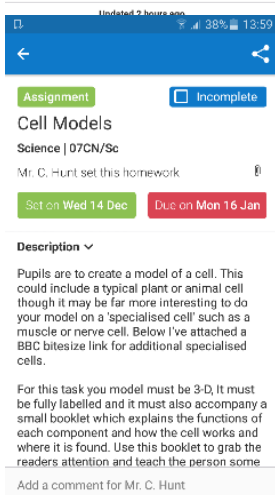 Updated 2 hours ago
38% 13:59
Assignment
Incomplete
Cell Models
Science | 07CN/Sc
Mr. C. Hunt set this homework
Set on Wed 14 Dec
Due on Mon 16 Jan
Description
Pupils are to create a model of a cell. This
could include a typical plant or animal cell
though it may be far more interesting to do
your model on a 'specialised cell' such as a
muscle or nerve cell. Below I've attached a
BBC bitesize link for additional specialised
cells.
For this task you model must be 3-D, It must
be fully labelled and it must also accompany a
small booklet which explains the functions of
each component and how the cell works and
where it is found. Use this booklet to grab the
readers attention and teach the person some
Add a comment for Mr. C. Hunt